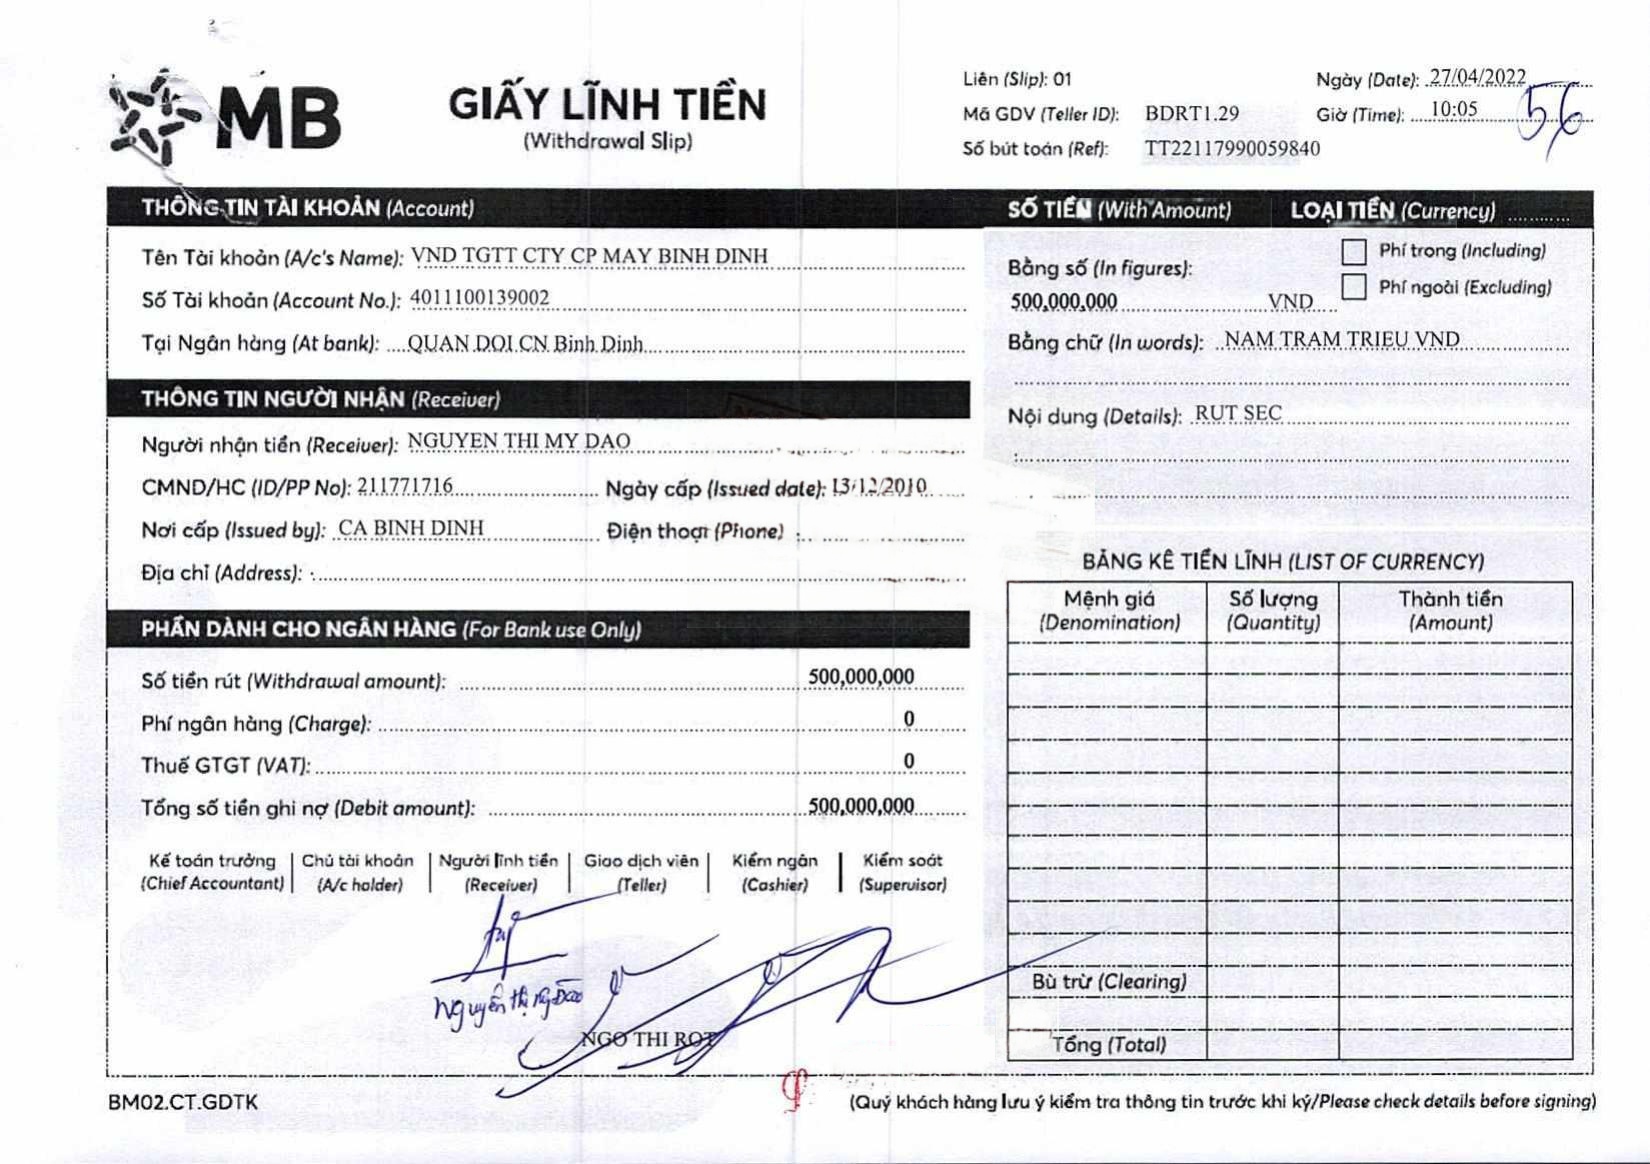 MB
GIẤY LĨNH TIỀN
(Withdrawal Slip)
Liên (Slip): 01
Mã GDV (Teller ID): BDRT1.29
Số bút toán (Ref): TT22117990059840
Ngày (Date): 27/04/2022
Giờ (Time): 10:05
56
THÔNG TIN TÀI KHOẢN (Account)
Tên Tài khoản (A/c's Name): VND TGTT CTY CP MAY BINH DINH
Số Tài khoản (Account No.): 4011100139002
Tại Ngân hàng (At bank): QUAN DOI CN Binh Dinh
THÔNG TIN NGƯỜI NHẬN (Receiver)
Người nhận tiền (Receiver): NGUYEN THI MY DAO
CMND/HC (ID/PP No): 211771716 Ngày cấp (Issued date): 13/12/2010
Nơi cấp (Issued by): CA BINH DINH Điện thoại (Phone)
Địa chỉ (Address):
PHẦN DÀNH CHO NGÂN HÀNG (For Bank use Only)
Số tiền rút (Withdrawal amount): 500,000,000
Phí ngân hàng (Charge): 0
Thuế GTGT (VAT): 0
Tổng số tiền ghi nợ (Debit amount): 500,000,000
Kế toán trưởng (Chief Accountant)
Chủ tài khoản (A/c holder)
Người lĩnh tiền (Receiver)
Giao dịch viên (Teller)
Kiểm ngân (Cashier)
Kiểm soát (Supervisor)
Nguyễn Thị Mỹ Đào
NGO THI ROT
SỐ TIỀN (With Amount) LOẠI TIỀN (Currency)
Bằng số (In figures):
500,000,000 VND
Phí trong (Including)
Phí ngoài (Excluding)
Bằng chữ (In words): NAM TRAM TRIEU VND
Nội dung (Details): RUT SEC
BẢNG KÊ TIỀN LĨNH (LIST OF CURRENCY)
Mệnh giá (Denomination)
Số lượng (Quantity)
Thành tiền (Amount)
Bù trừ (Clearing)
Tổng (Total)
BM02.CT.GDTK
(Quý khách hàng lưu ý kiểm tra thông tin trước khi ký/Please check details before signing)